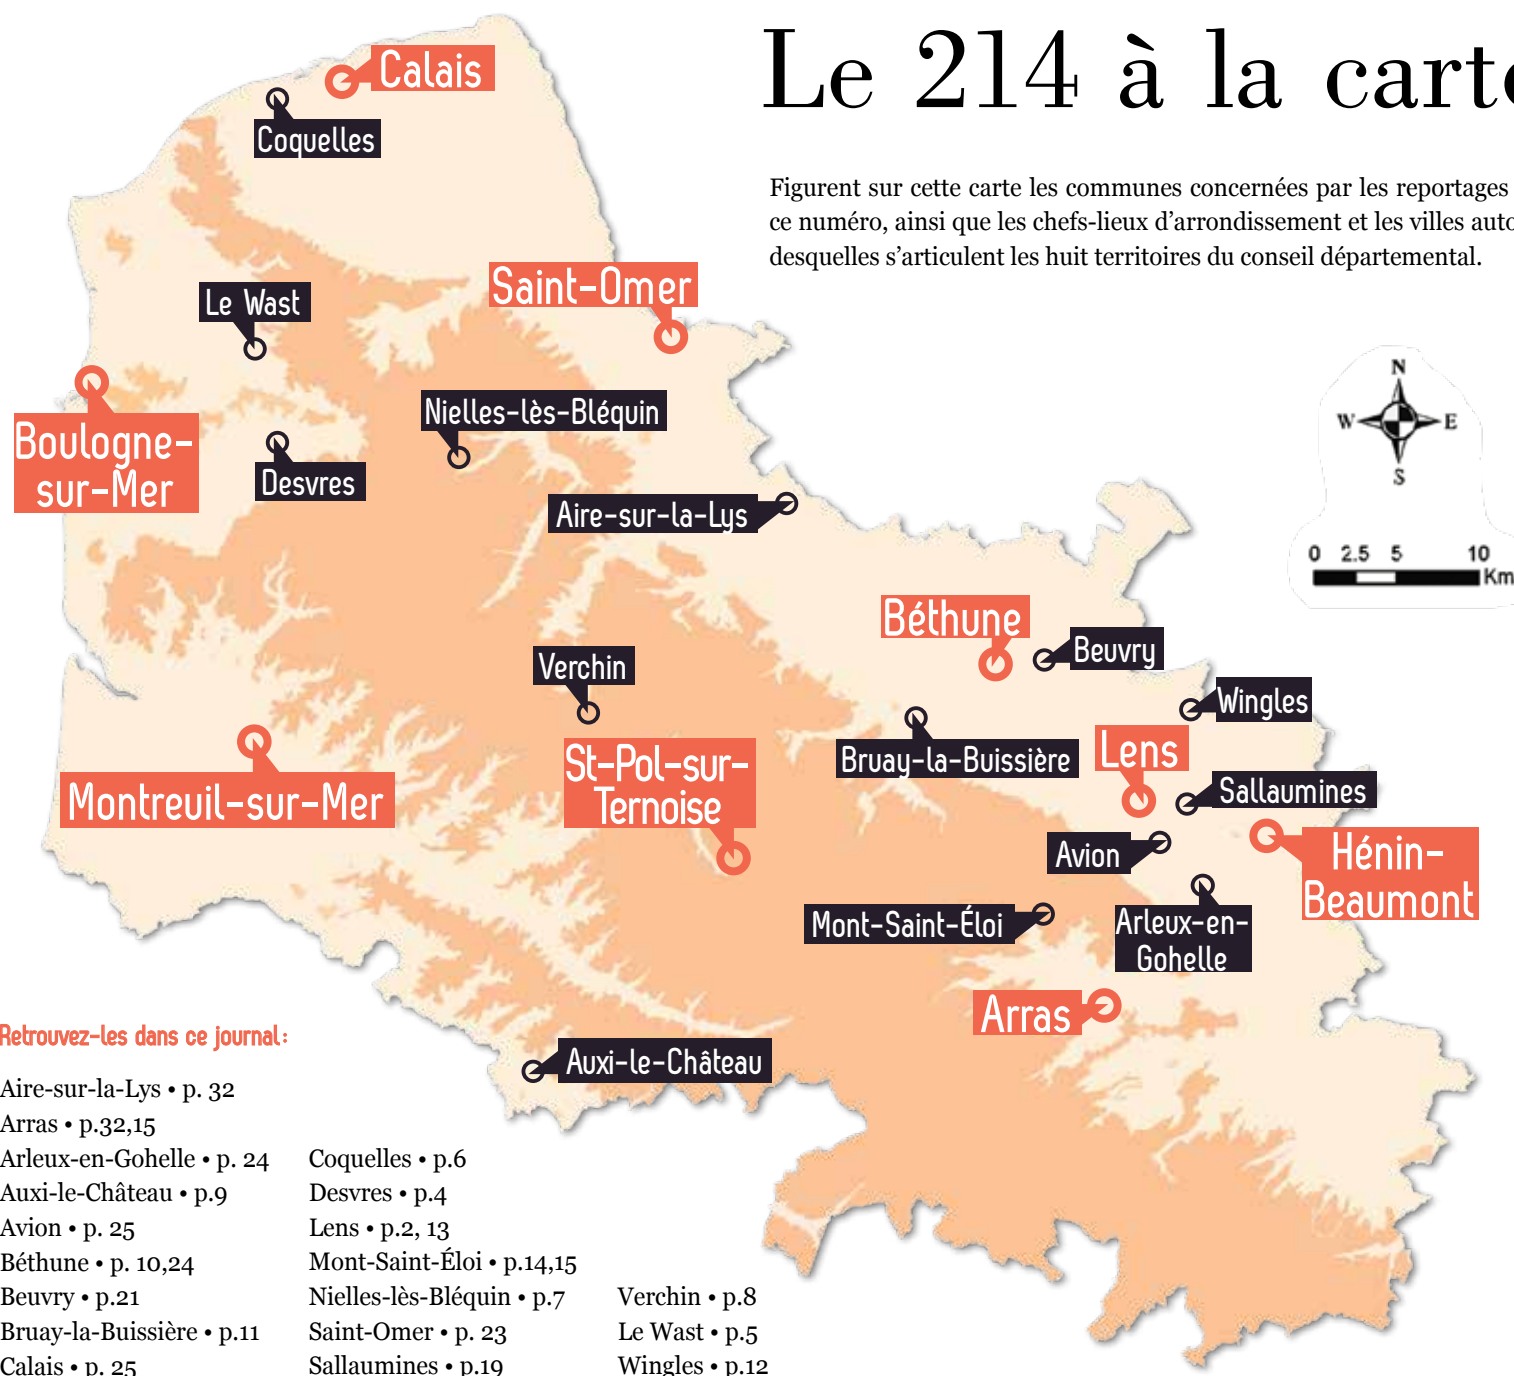 Le 214 à la carte
Figurent sur cette carte les communes concernées par les reportages
ce numéro, ainsi que les chefs-lieux d’arrondissement et les villes auto
desquelles s’articulent les huit territoires du conseil départemental.
Calais
Coquelles
Saint-Omer
Le Wast
Boulogne-
sur-Mer
Nielles-lès-Bléquin
Desvres
Aire-sur-la-Lys
N
W E
S
0 2.5 5 10
Km
Béthune
Beuvry
Verchin
Wingles
Bruay-la-Buissière
Lens
St-Pol-sur-
Ternoise
Montreuil-sur-Mer
Sallaumines
Avion
Hénin-
Beaumont
Mont-Saint-Éloi
Arleux-en-
Gohelle
Arras
Auxi-le-Château
Retrouvez-les dans ce journal :
Aire-sur-la-Lys • p. 32
Arras • p.32,15
Arleux-en-Gohelle • p. 24
Auxi-le-Château • p.9
Avion • p. 25
Béthune • p. 10,24
Beuvry • p.21
Bruay-la-Buissière • p.11
Calais • p. 25
Coquelles • p.6
Desvres • p.4
Lens • p.2, 13
Mont-Saint-Éloi • p.14,15
Nielles-lès-Bléquin • p.7
Saint-Omer • p. 23
Sallaumines • p.19
Verchin • p.8
Le Wast • p.5
Wingles • p.12